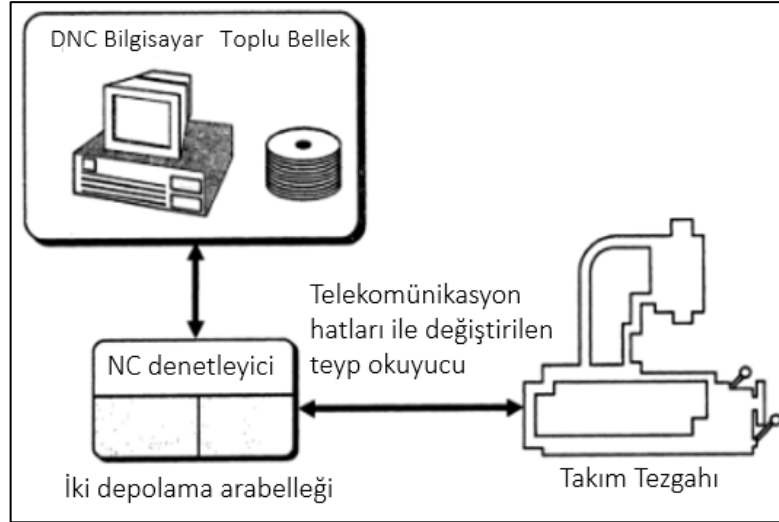 DNC Bilgisayar Toplu Bellek
Telekomünikasyon
hatları ile değiştirilen
teyp okuyucu
NC denetleyici
İki depolama arabelleği
Takım Tezgahı